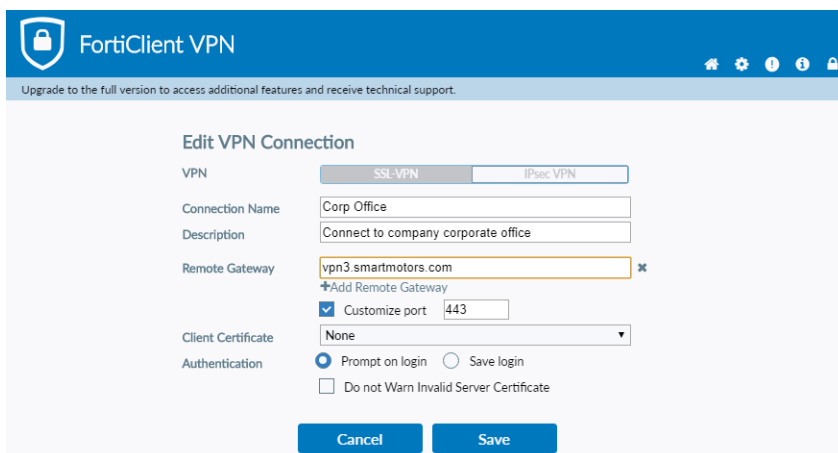 FortiClient VPN
Upgrade to the full version to access additional features and receive technical support.
Edit VPN Connection
VPN SSL-VPN IPsec VPN
Connection Name Corp Office
Description Connect to company corporate office
Remote Gateway vpn3.smartmotors.com
+Add Remote Gateway
Customize port 443
Client Certificate None
Authentication Prompt on login Save login
Do not Warn Invalid Server Certificate
Cancel Save